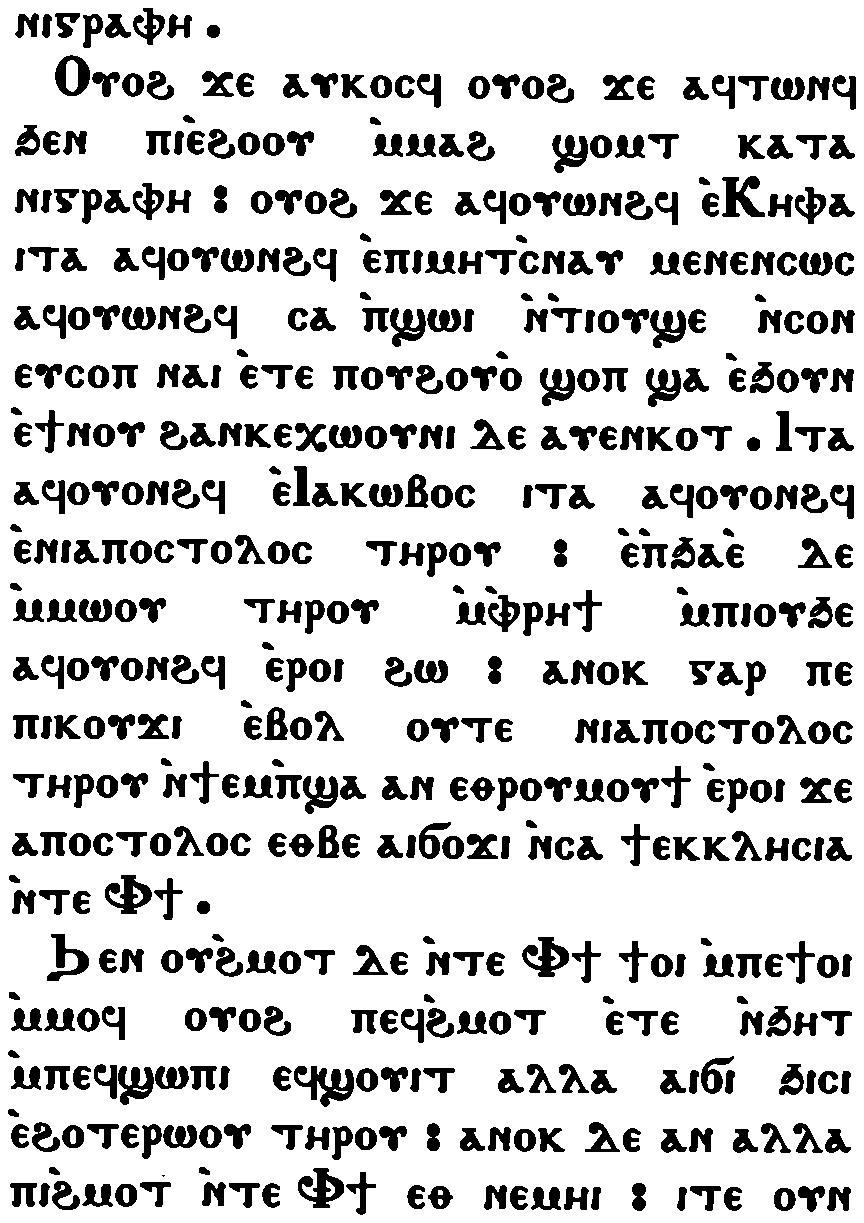 ⲛⲓⲅⲣⲁⲫⲏ .
Ⲟⲩⲟϩ ϫⲉ ⲁⲩⲕⲟⲥϥ ⲟⲩⲟϩ ϫⲉ ⲁϥⲧⲱⲛϥ
ϧⲉⲛ ⲡⲓⲉ̀ϩⲟⲟⲩ ⲙ̀ⲙⲁϩ ϣⲟⲙⲧ ⲕⲁⲧⲁ
ⲛⲓⲅⲣⲁⲫⲏ : ⲟⲩⲟϩ ϫⲉ ⲁϥⲟⲩⲱⲛϩϥ ⲉ̀Ⲕⲏⲫⲁ
ⲓⲧⲁ ⲁϥⲟⲩⲱⲛϩϥ ⲉ̀ⲡⲓⲙⲏⲧⲥ̀ⲛⲁⲩ ⲙⲉⲛⲉⲛⲥⲱⲥ
ⲁϥⲟⲩⲱⲛϩϥ ⲥⲁ ⲡ̀ϣⲱⲓ ⲛ̀ⲧ̀ⲓⲟⲩϣⲉ ⲛ̀ⲥⲟⲛ
ⲉⲩⲥⲟⲡ ⲛⲁⲓ ⲉ̀ⲧⲉ ⲡⲟⲩϩⲟⲩⲟ̀ ϣⲟⲡ ϣⲁ ⲉ̀ϧⲟⲩⲛ
ⲉ̀ϯⲛⲟⲩ ϩⲁⲛⲕⲉⲭⲱⲟⲩⲛⲓ ⲇⲉ ⲁⲩⲉⲛⲕⲟⲧ . Ⲓⲧⲁ
ⲁϥⲟⲩⲟⲛϩϥ ⲉ̀Ⲓⲁⲕⲱⲃⲟⲥ ⲓⲧⲁ ⲁϥⲟⲩⲟⲛϩϥ
ⲉ̀ⲛⲓⲁⲡⲟⲥⲧⲟⲗⲟⲥ ⲧⲏⲣⲟⲩ : ⲉ̀ⲡ̀ϧⲁⲉ̀ ⲇⲉ
ⲙ̀ⲙⲱⲟⲩ ⲧⲏⲣⲟⲩ ⲙ̀ⲫ̀ⲣⲏϯ ⲙ̀ⲡⲓⲟⲩϧⲉ
ⲁϥⲟⲩⲟⲛϩϥ ⲉ̀ⲣⲟⲓ ϩⲱ : ⲁⲛⲟⲕ ⲅⲁⲣ ⲡⲉ
ⲡⲓⲕⲟⲩϫⲓ ⲉ̀ⲃⲟⲗ ⲟⲩⲧⲉ ⲛⲓⲁⲡⲟⲥⲧⲟⲗⲟⲥ
ⲧⲏⲣⲟⲩ ⲛ̀ϯⲉⲙⲡ̀ϣⲁ ⲁⲛ ⲉⲑⲣⲟⲩⲙⲟⲩϯ ⲉ̀ⲣⲟⲓ ϫⲉ
ⲁⲡⲟⲥⲧⲟⲗⲟⲥ ⲉⲑⲃⲉ ⲁⲓϭⲟϫⲓ ⲛ̀ⲥⲁ ϯⲉⲕⲕⲗⲏⲥⲓⲁ
ⲛ̀ⲧⲉ Ⲫϯ .
Ϧⲉⲛ ⲟⲩϩ̀ⲙⲟⲧ ⲇⲉ ⲛ̀ⲧⲉ Ⲫϯ ϯⲟⲓ ⲙ̀ⲡⲉϯⲟⲓ
ⲙ̀ⲙⲟϥ ⲟⲩⲟϩ ⲡⲉϥϩ̀ⲙⲟⲧ ⲉ̀ⲧⲉ ⲛ̀ϧⲏⲧ
ⲙ̀ⲡⲉϥϣⲱⲡⲓ ⲉϥϣⲟⲩⲓⲧ ⲁⲗⲗⲁ ⲁⲓϭⲓ ϧⲓⲥⲓ
ⲉ̀ϩⲟⲧⲉⲣⲱⲟⲩ ⲧⲏⲣⲟⲩ : ⲁⲛⲟⲕ ⲇⲉ ⲁⲛ ⲁⲗⲗⲁ
ⲡⲓϩ̀ⲙⲟⲧ ⲛ̀ⲧⲉ Ⲫϯ ⲉⲑ ⲛⲉⲙⲏⲓ : ⲓⲧⲉ ⲟⲩⲛ